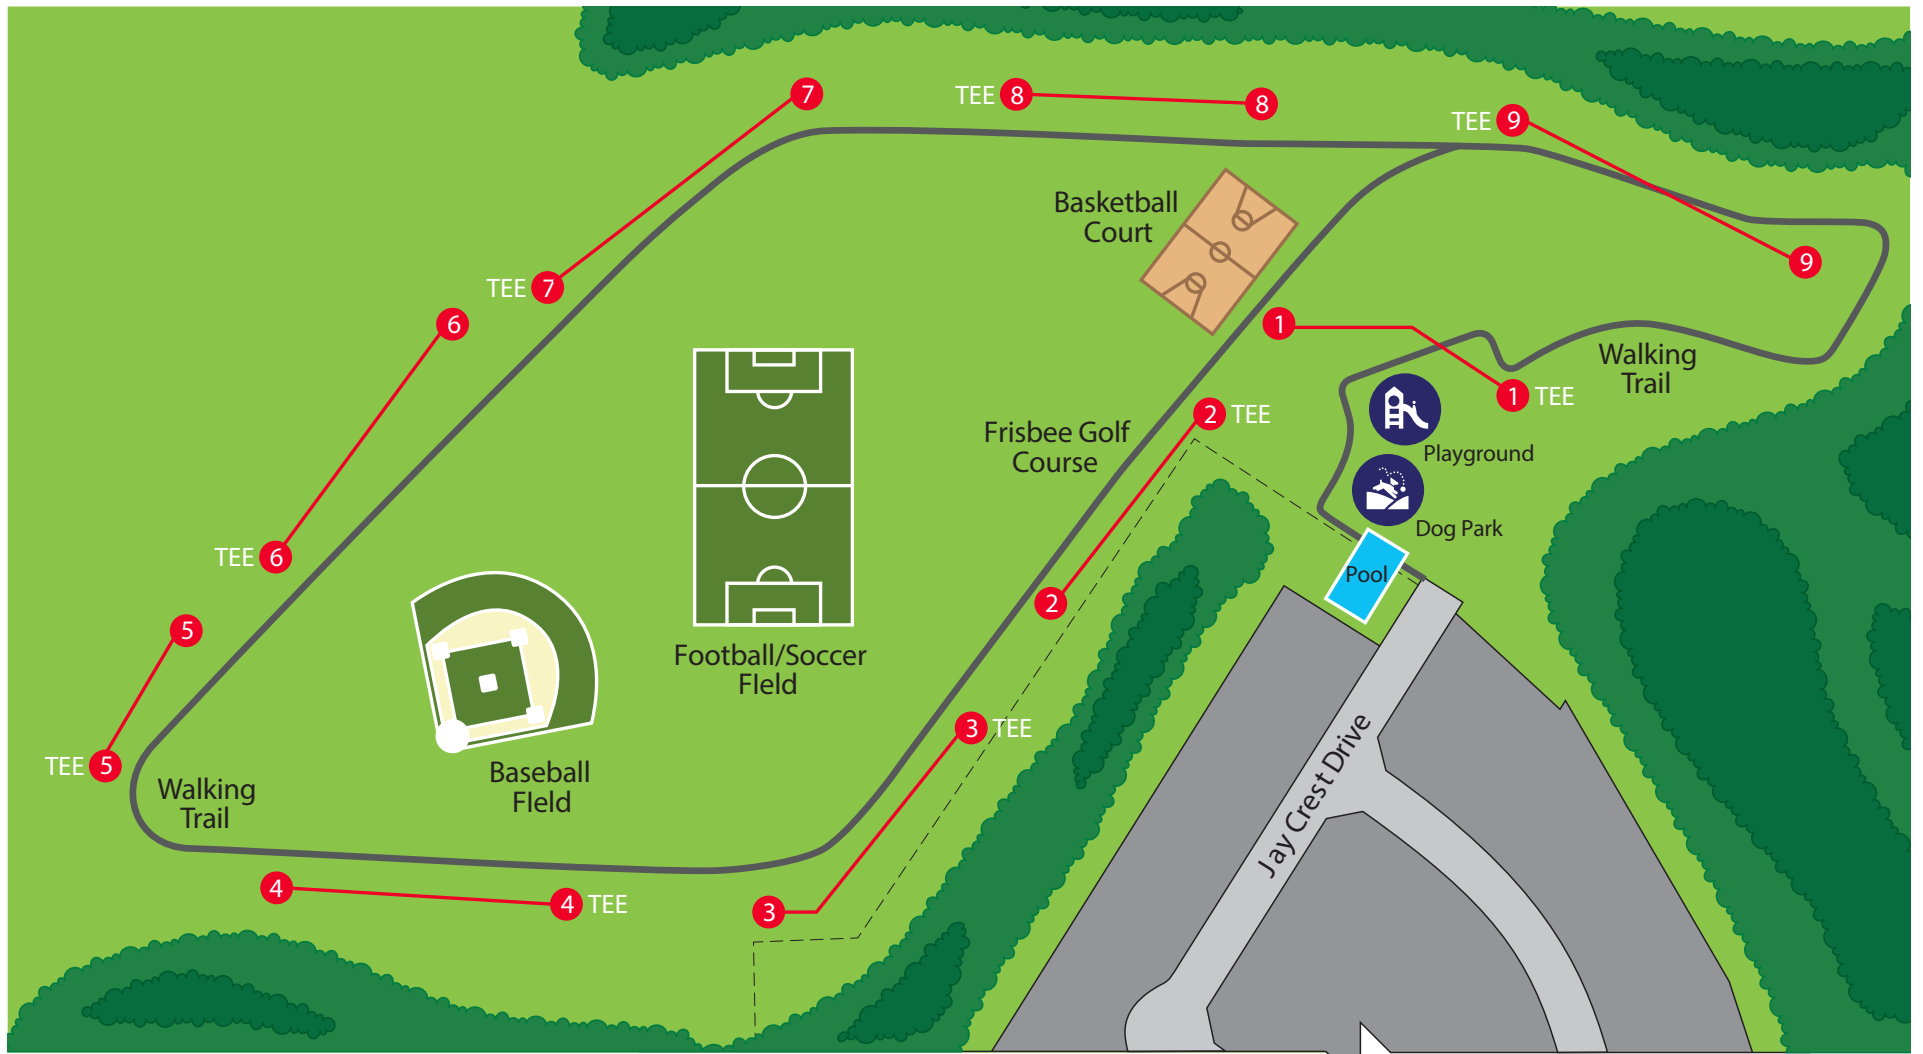 7
TEE 8
8
TEE 9
Basketball
Court
9
TEE 7
6
1
Walking
Trail
1 TEE
2 TEE
Frisbee Golf
Course
Playground
TEE 6
Dog Park
Pool
2
5
Football/Soccer
FIeld
3 TEE
TEE 5
Baseball
FIeld
Walking
Trail
Jay Crest Drive
4
4 TEE
3